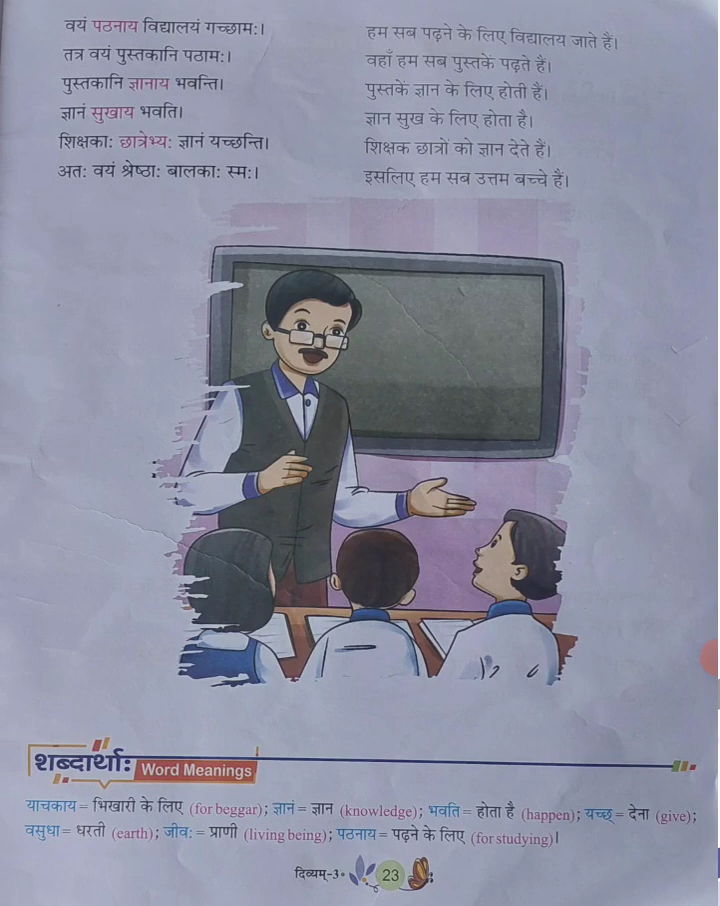 वयं पठनाय विद्यालयं गच्छामः।
तत्र वयं पुस्तकानि पठामः।
पुस्तकानि ज्ञानाय भवन्ति।
ज्ञानं सुखाय भवति।
शिक्षकाः छात्रेभ्यः ज्ञानं यच्छन्ति।
अतः वयं श्रेष्ठाः बालकाः स्मः।
हम सब पढ़ने के लिए विद्यालय जाते हैं।
वहाँ हम सब पुस्तकें पढ़ते हैं।
पुस्तकें ज्ञान के लिए होती हैं।
ज्ञान सुख के लिए होता है।
शिक्षक छात्रों को ज्ञान देते हैं।
इसलिए हम सब उत्तम बच्चे हैं।
शब्दार्थाः Word Meanings
याचकाय = भिखारी के लिए (for beggar); ज्ञानं = ज्ञान (knowledge); भवति = होता है (happen); यच्छ् = देना (give);
वसुधा = धरती (earth); जीवः = प्राणी (living being); पठनाय = पढ़ने के लिए (for studying)।
दिव्यम्-3 • 23